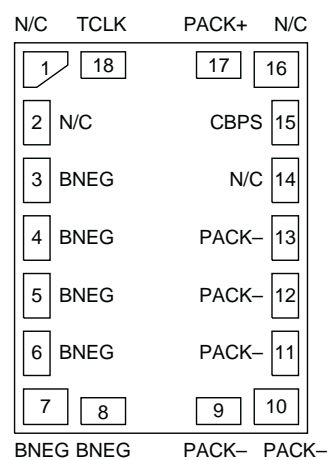 N/C TCLK PACK+ N/C
1 18 17 16
2 N/C CBPS 15
3 BNEG N/C 14
4 BNEG PACK– 13
5 BNEG PACK– 12
6 BNEG PACK– 11
7 8 9 10
BNEG BNEG PACK– PACK–